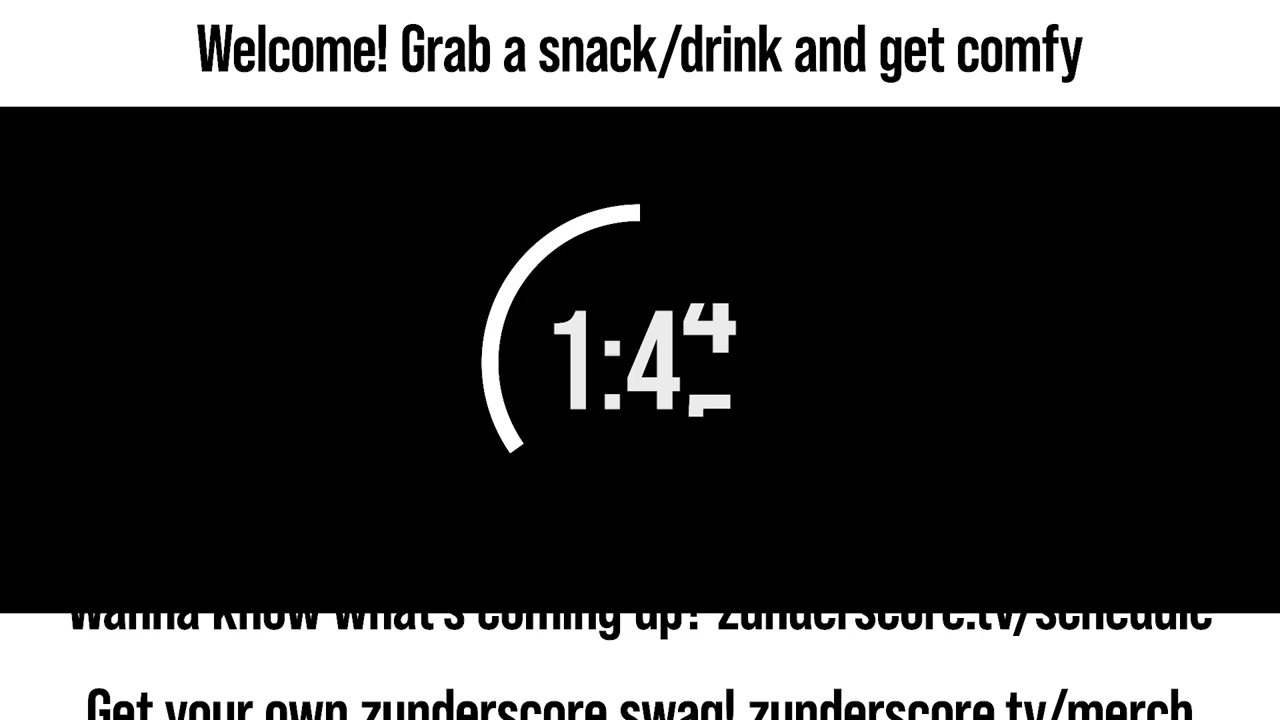 Welcome! Grab a snack/drink and get comfy
1:44
Wanna know what's coming up? zunderscore.tv/schedule
Get your own zunderscore swag! zunderscore.tv/merch